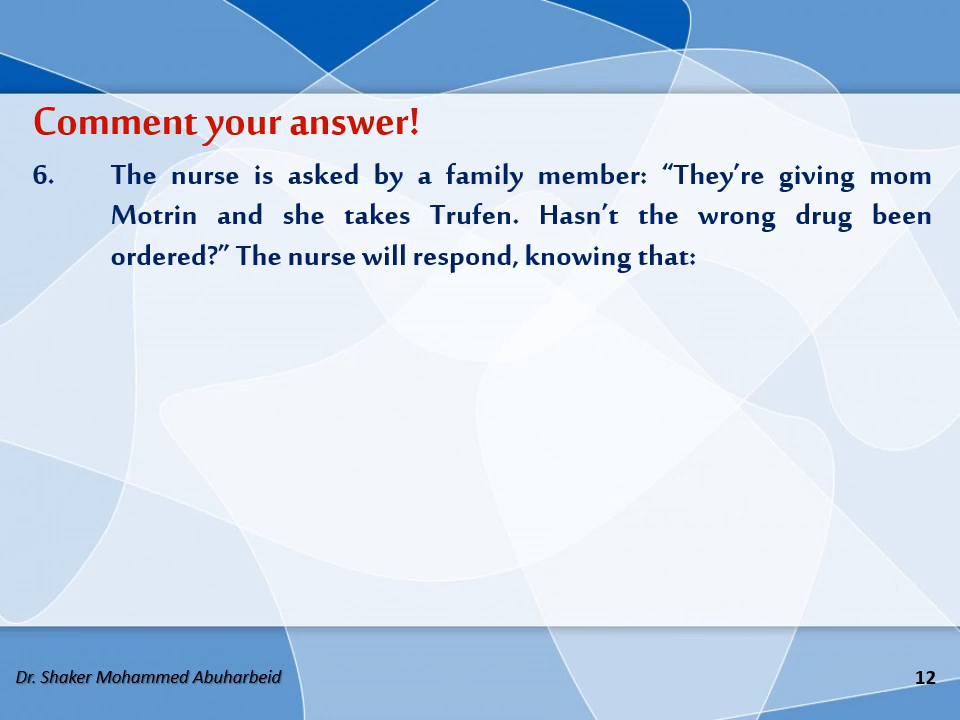 Comment your answer!
6. The nurse is asked by a family member: “They’re giving mom
Motrin and she takes Trufen. Hasn’t the wrong drug been
ordered?” The nurse will respond, knowing that:
Dr. Shaker Mohammed Abuharbeid
12